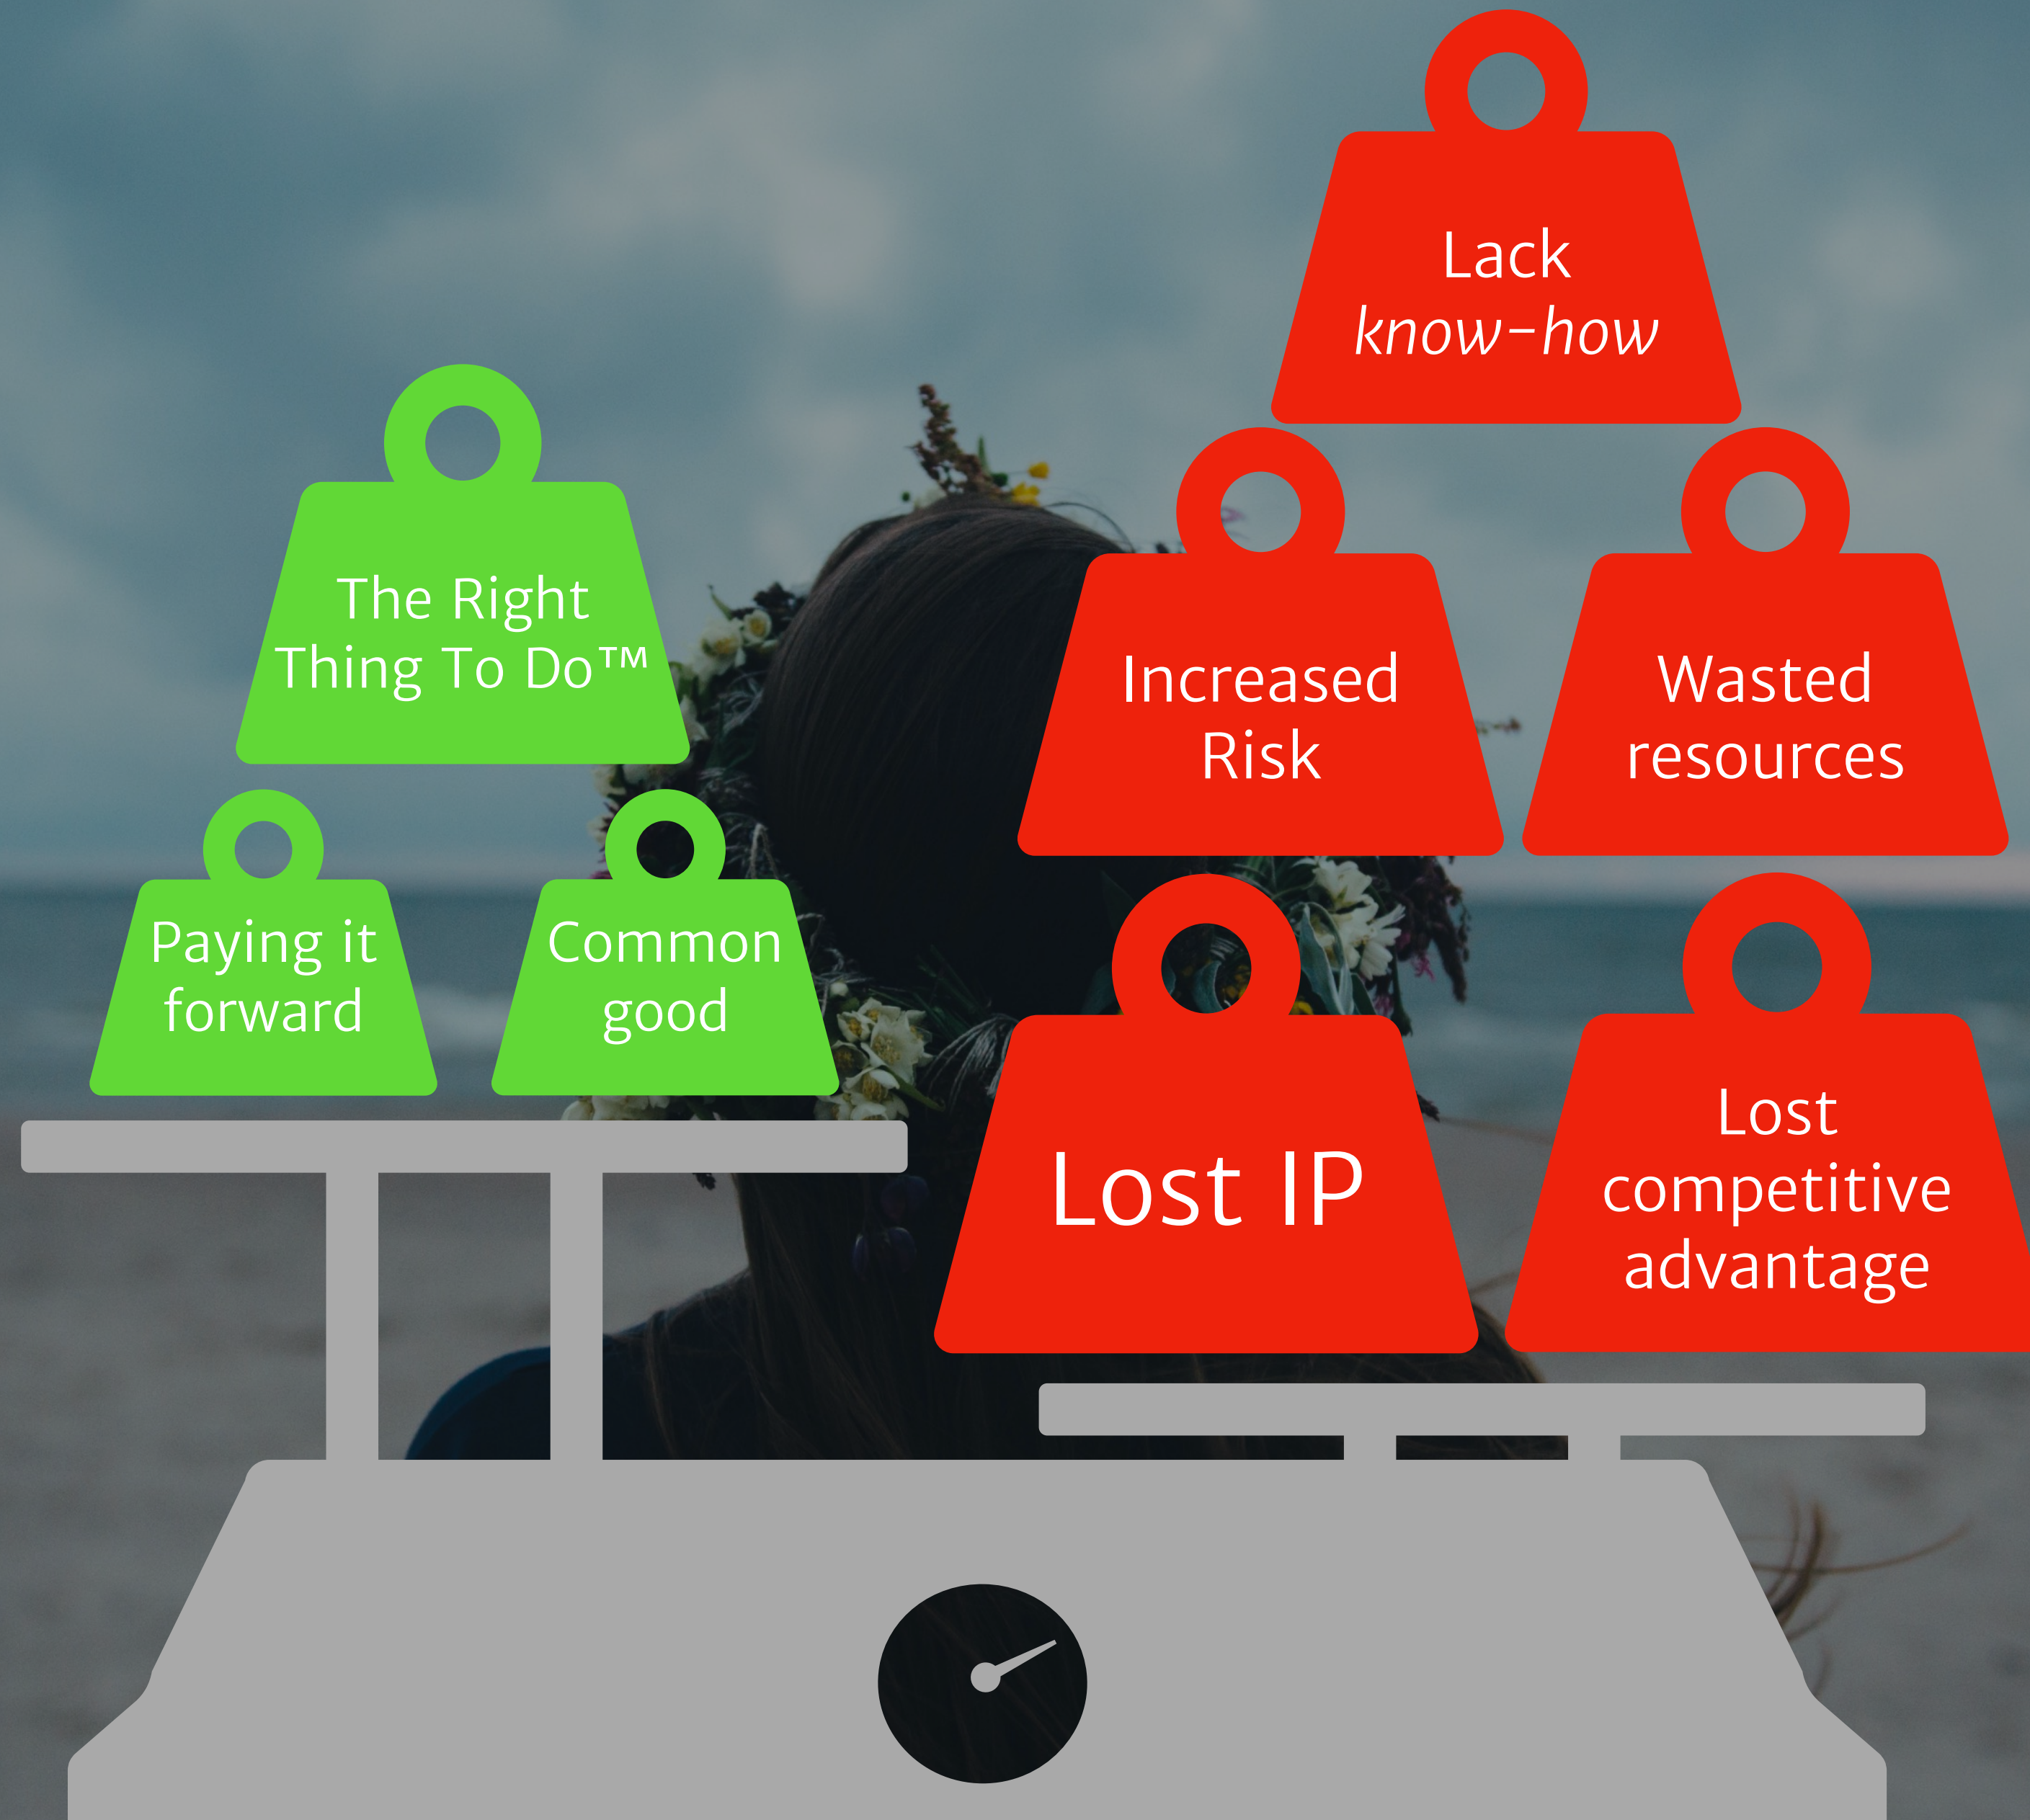 Lack
know-how
The Right
Thing To Do™
Increased
Risk
Wasted
resources
Paying it
forward
Common
good
Lost IP
Lost
competitive
advantage